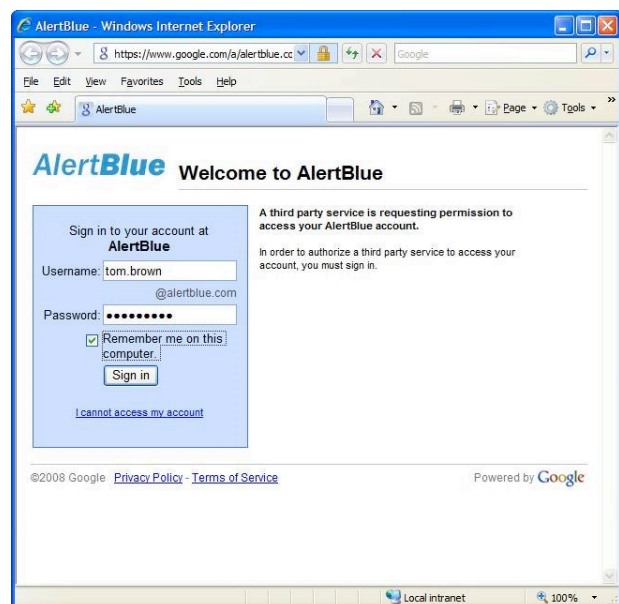 AlertBlue - Windows Internet Explorer
https://www.google.com/a/alertblue.cc
Google
File Edit View Favorites Tools Help
AlertBlue
Page Tools »
AlertBlue
Welcome to AlertBlue
Sign in to your account at
AlertBlue
Username: tom.brown
@alertblue.com
Password: •••••••••
Remember me on this
computer.
Sign in
I cannot access my account
A third party service is requesting permission to
access your AlertBlue account.
In order to authorize a third party service to access your
account, you must sign in.
©2008 Google Privacy Policy - Terms of Service
Powered by Google
Local intranet 100%